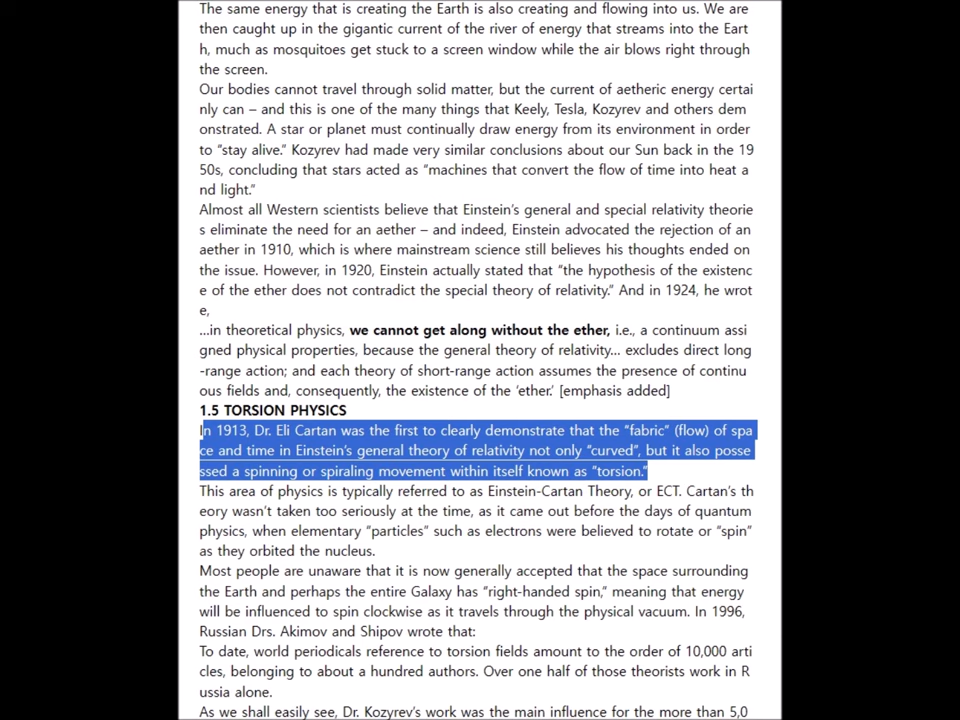 The same energy that is creating the Earth is also creating and flowing into us. We are
then caught up in the gigantic current of the river of energy that streams into the Eart
h, much as mosquitoes get stuck to a screen window while the air blows right through
the screen.
Our bodies cannot travel through solid matter, but the current of aetheric energy certai
nly can – and this is one of the many things that Keely, Tesla, Kozyrev and others dem
onstrated. A star or planet must continually draw energy from its environment in order
to “stay alive.” Kozyrev had made very similar conclusions about our Sun back in the 19
50s, concluding that stars acted as “machines that convert the flow of time into heat a
nd light.”
Almost all Western scientists believe that Einstein’s general and special relativity theorie
s eliminate the need for an aether – and indeed, Einstein advocated the rejection of an
aether in 1910, which is where mainstream science still believes his thoughts ended on
the issue. However, in 1920, Einstein actually stated that “the hypothesis of the existenc
e of the ether does not contradict the special theory of relativity.” And in 1924, he wrot
e,
…in theoretical physics, we cannot get along without the ether, i.e., a continuum assi
gned physical properties, because the general theory of relativity… excludes direct long
-range action; and each theory of short-range action assumes the presence of continu
ous fields and, consequently, the existence of the ‘ether.’ [emphasis added]
1.5 TORSION PHYSICS
In 1913, Dr. Eli Cartan was the first to clearly demonstrate that the “fabric” (flow) of spa
ce and time in Einstein’s general theory of relativity not only “curved”, but it also posse
ssed a spinning or spiraling movement within itself known as “torsion.”
This area of physics is typically referred to as Einstein-Cartan Theory, or ECT. Cartan’s th
eory wasn’t taken too seriously at the time, as it came out before the days of quantum
physics, when elementary “particles” such as electrons were believed to rotate or “spin”
as they orbited the nucleus.
Most people are unaware that it is now generally accepted that the space surrounding
the Earth and perhaps the entire Galaxy has “right-handed spin,” meaning that energy
will be influenced to spin clockwise as it travels through the physical vacuum. In 1996,
Russian Drs. Akimov and Shipov wrote that:
To date, world periodicals reference to torsion fields amount to the order of 10,000 arti
cles, belonging to about a hundred authors. Over one half of those theorists work in R
ussia alone.
As we shall easily see, Dr. Kozyrev’s work was the main influence for the more than 5,0